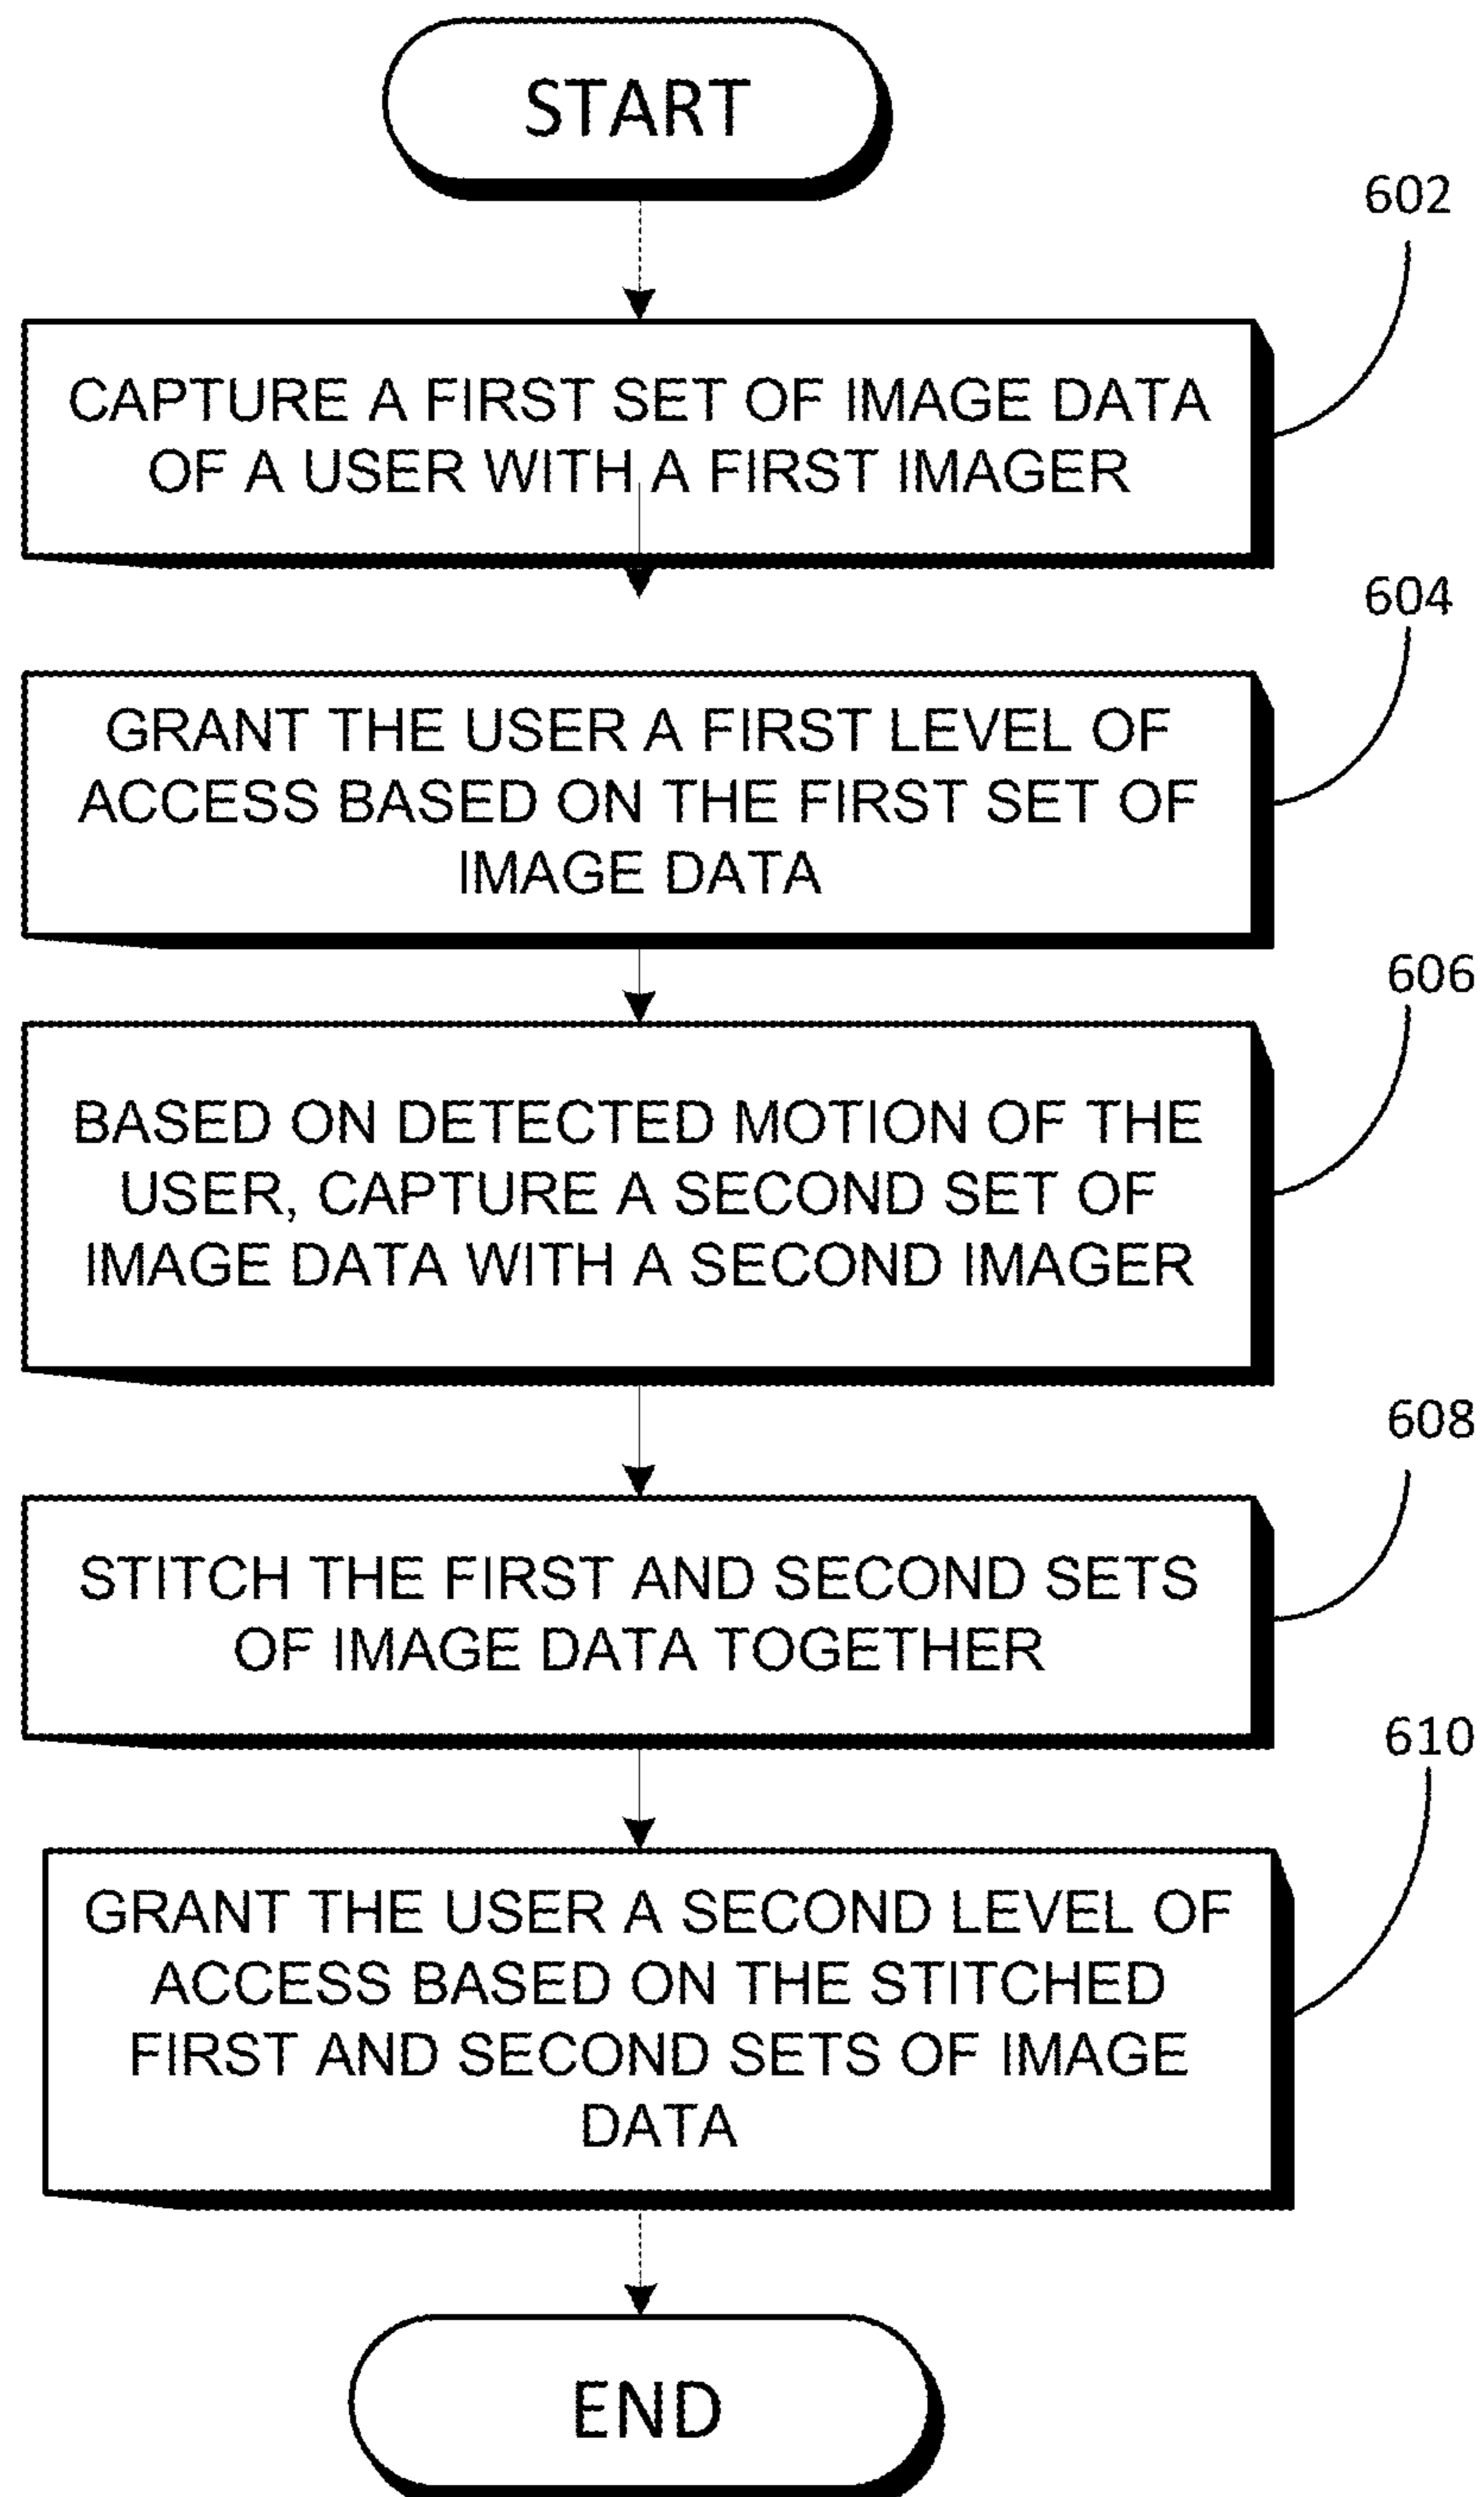 START
602
CAPTURE A FIRST SET OF IMAGE DATA
OF A USER WITH A FIRST IMAGER
604
GRANT THE USER A FIRST LEVEL OF
ACCESS BASED ON THE FIRST SET OF
IMAGE DATA
606
BASED ON DETECTED MOTION OF THE
USER, CAPTURE A SECOND SET OF
IMAGE DATA WITH A SECOND IMAGER
608
STITCH THE FIRST AND SECOND SETS
OF IMAGE DATA TOGETHER
610
GRANT THE USER A SECOND LEVEL OF
ACCESS BASED ON THE STITCHED
FIRST AND SECOND SETS OF IMAGE
DATA
END